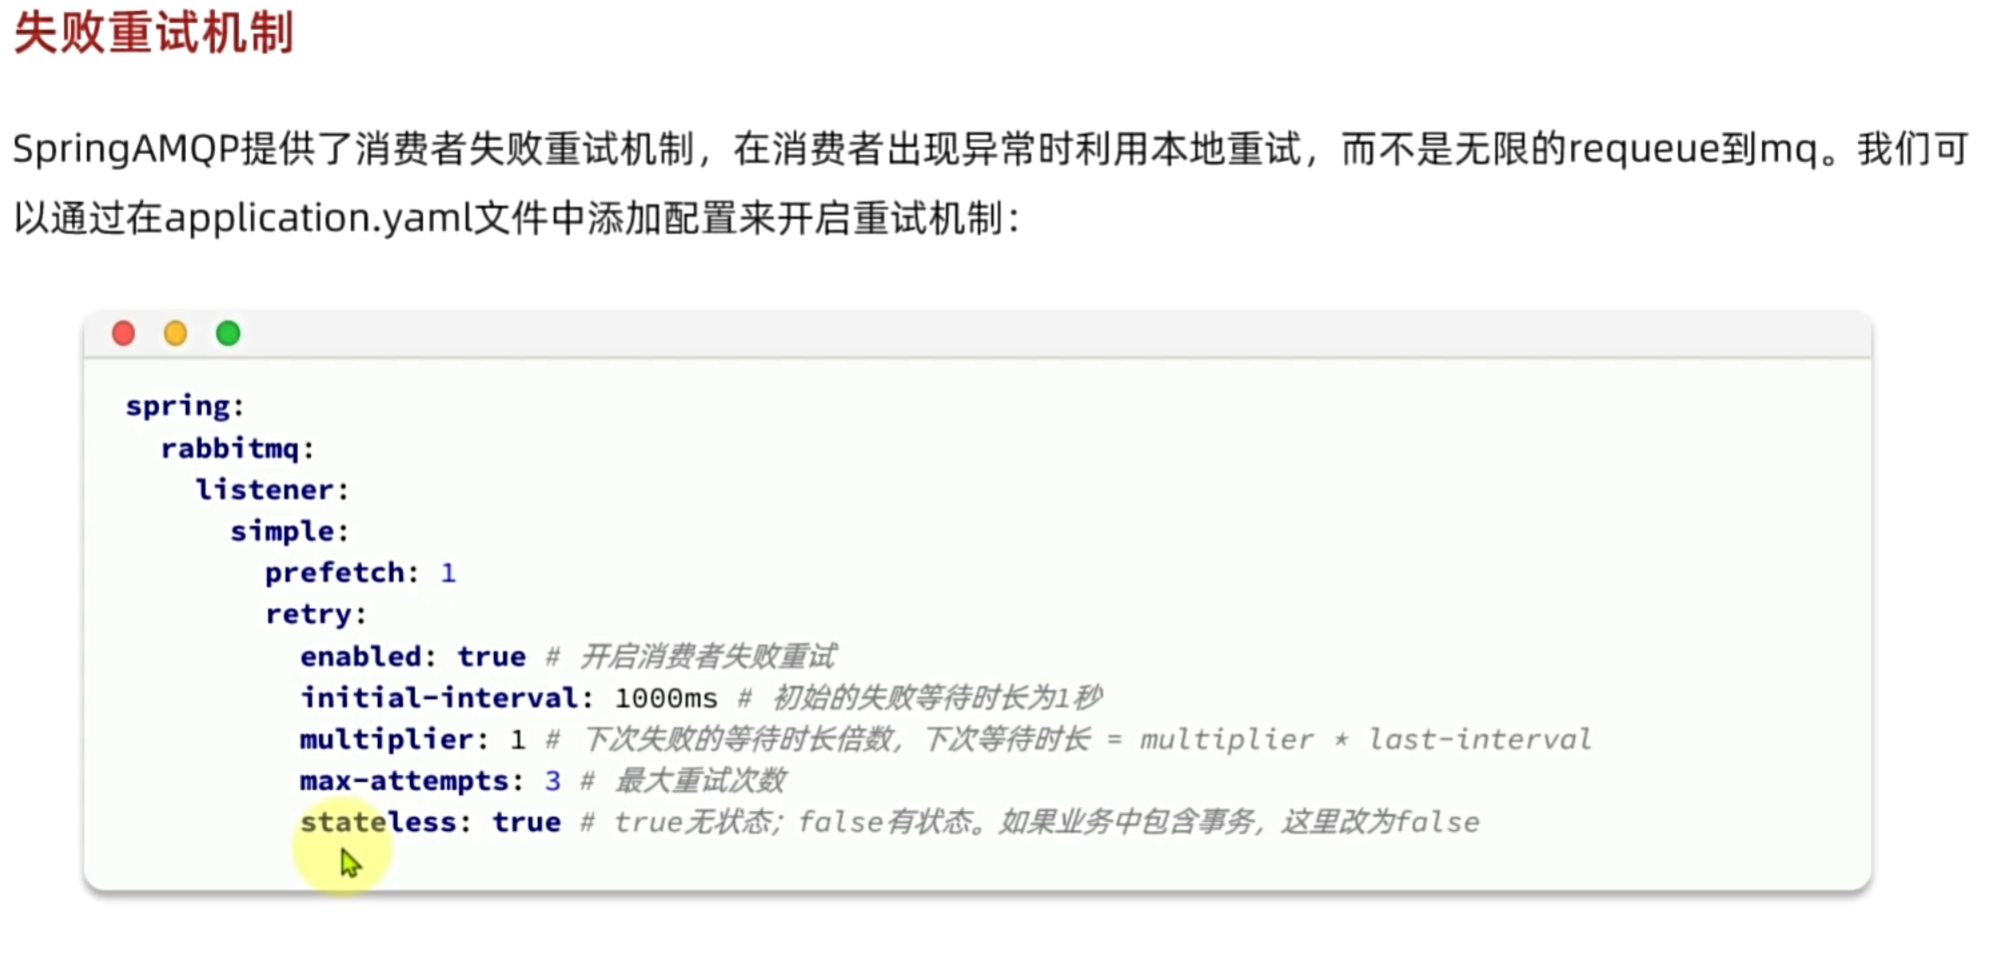 失败重试机制
SpringAMQP提供了消费者失败重试机制，在消费者出现异常时利用本地重试，而不是无限的requeue到mq。我们可
以通过在application.yaml文件中添加配置来开启重试机制：
spring:
  rabbitmq:
    listener:
      simple:
        prefetch: 1
        retry:
          enabled: true # 开启消费者失败重试
          initial-interval: 1000ms # 初始的失败等待时长为1秒
          multiplier: 1 # 下次失败的等待时长倍数，下次等待时长 = multiplier * last-interval
          max-attempts: 3 # 最大重试次数
          stateless: true # true无状态；false有状态。如果业务中包含事务，这里改为false